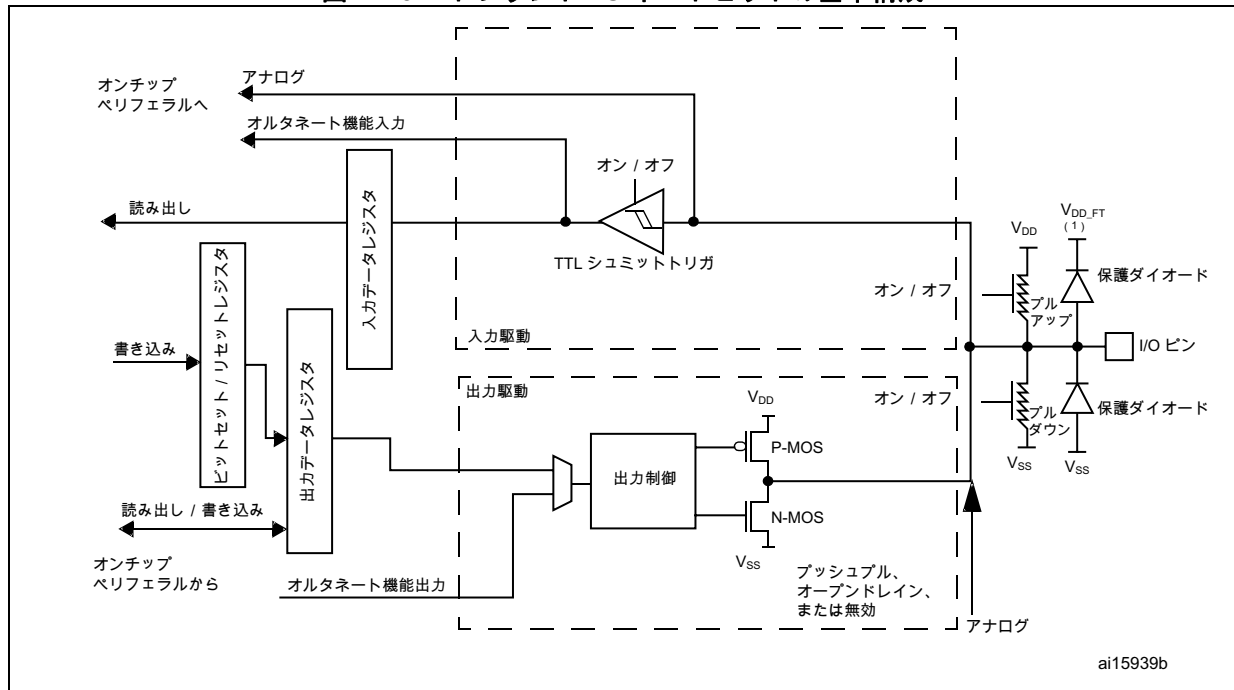 アナログ
オンチップ
ペリフェラルへ
オルタネート機能入力
オン / オフ
読み出し
入力データレジスタ
TTL シュミットトリガ
V_DD
V_DD_FT
(1)
保護ダイオード
オン / オフ
プル
アップ
入力駆動
I/O ピン
ビットセット / リセットレジスタ
書き込み
出力データレジスタ
出力駆動
V_DD
オン / オフ
プル
ダウン
保護ダイオード
P-MOS
出力制御
V_SS
V_SS
N-MOS
読み出し / 書き込み
V_SS
オンチップ
ペリフェラルから
オルタネート機能出力
プッシュプル、
オープンドレイン、
または無効
アナログ
ai15939b